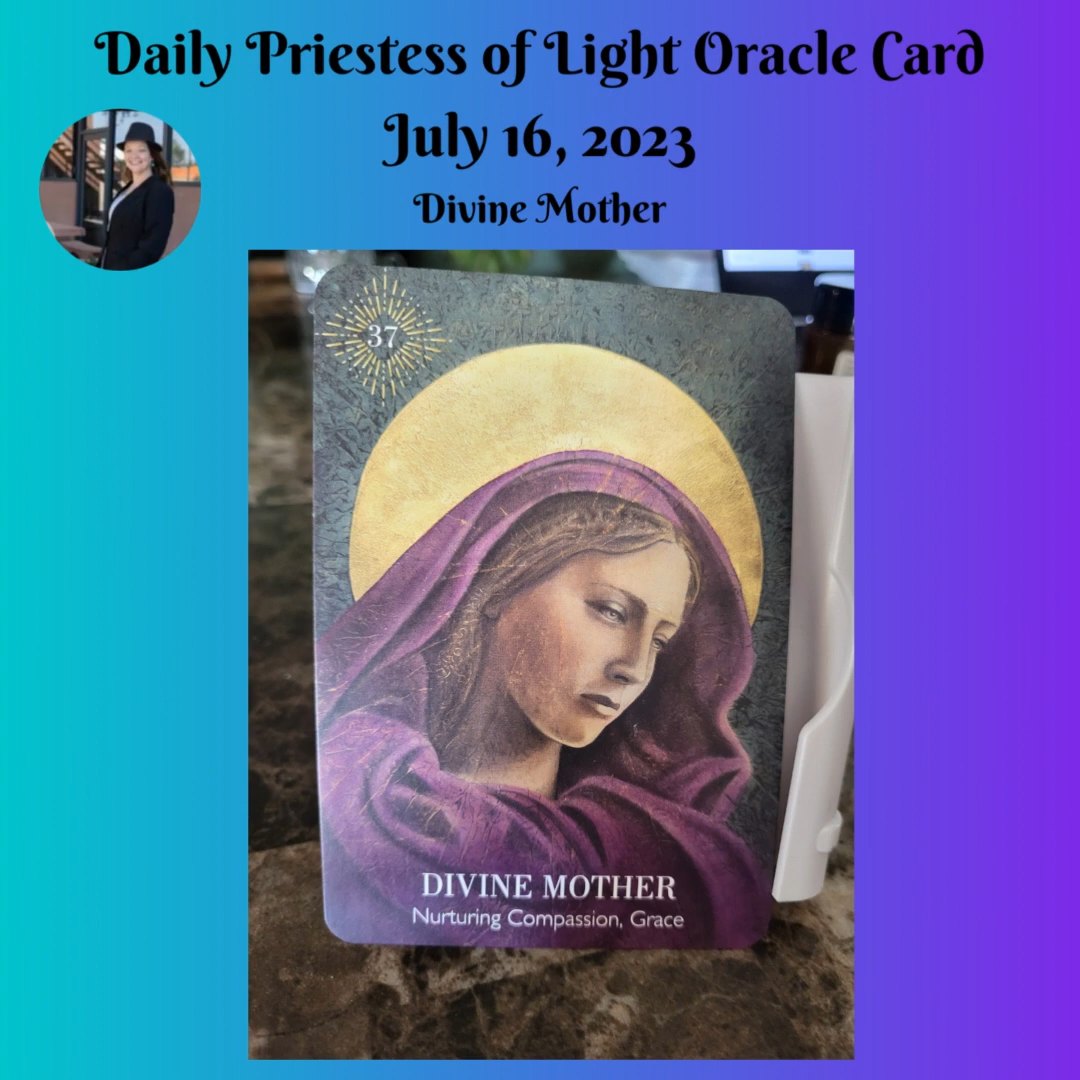 Daily Priestess of Light Oracle Card
July 16, 2023
Divine Mother
37
DIVINE MOTHER
Nurturing Compassion, Grace